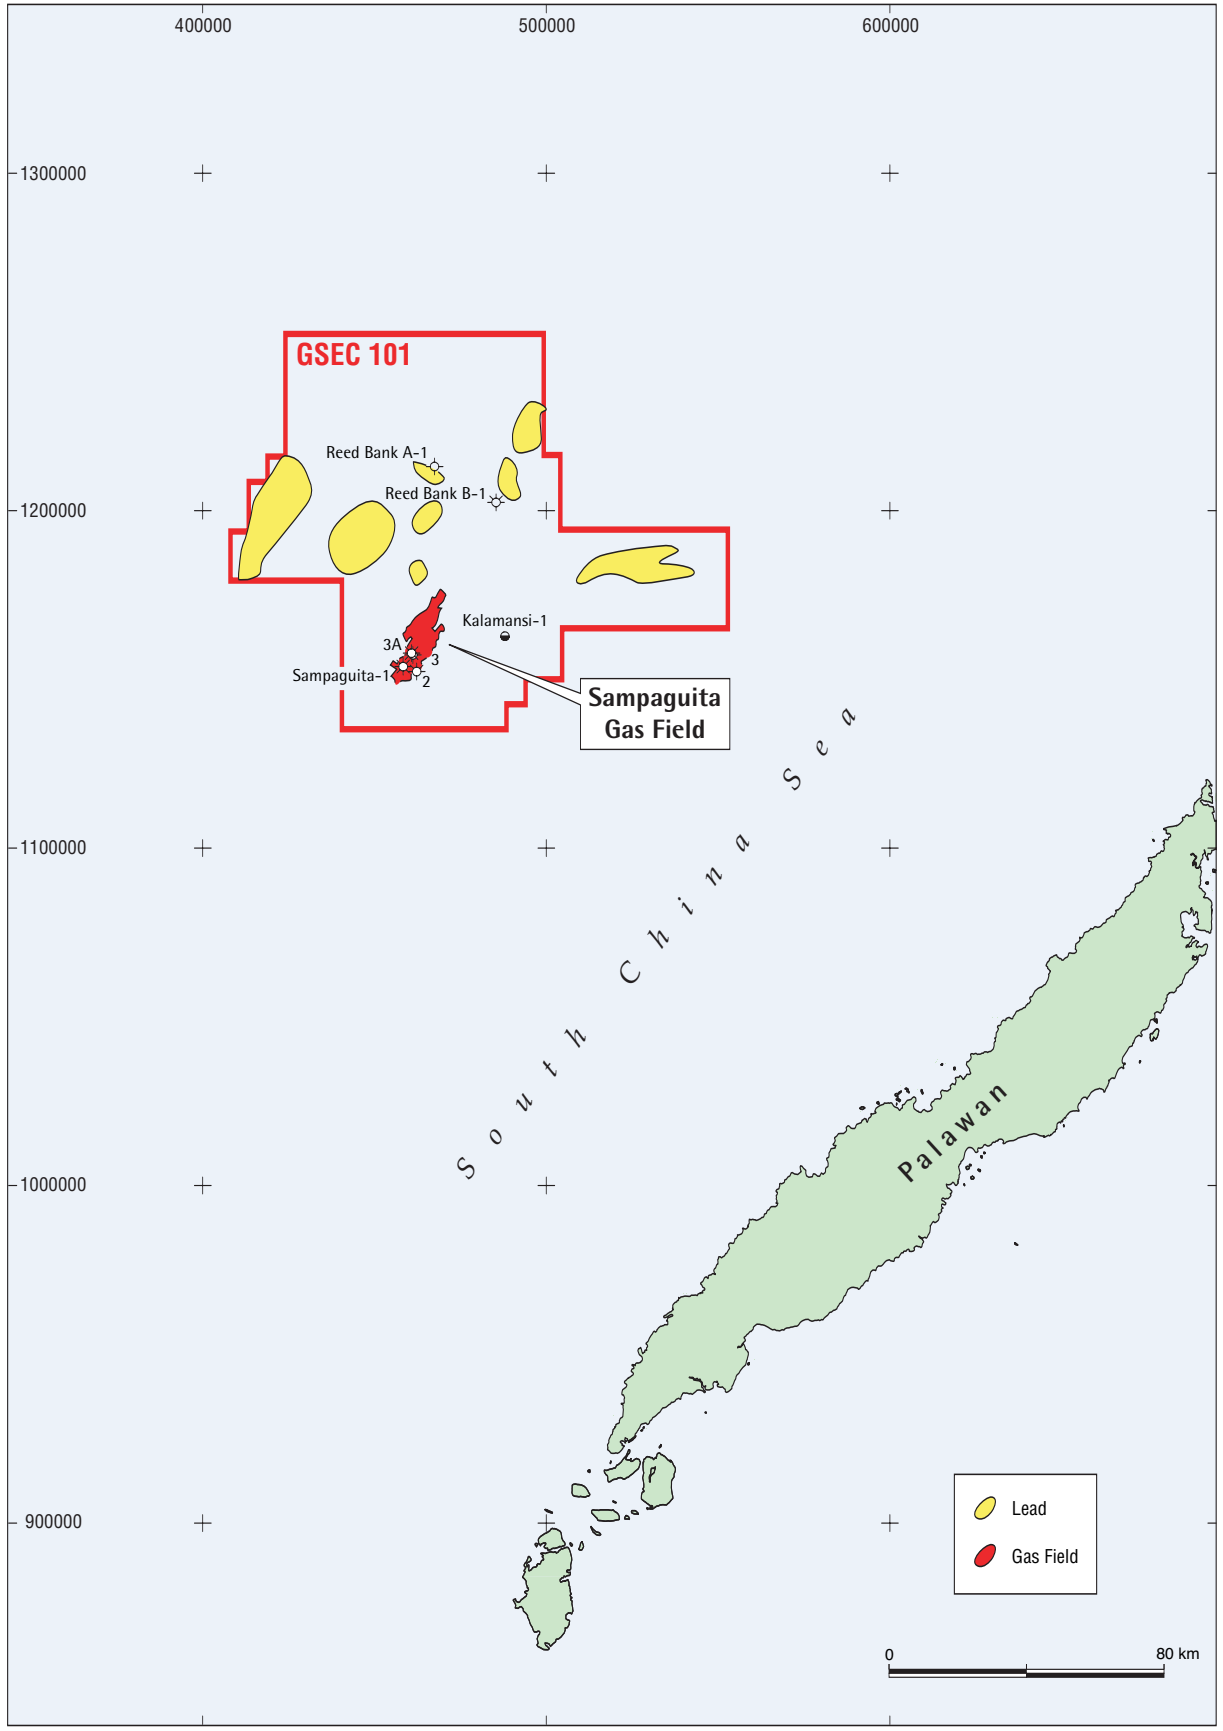 400000
500000
600000
1300000
GSEC 101
Reed Bank A-1
Reed Bank B-1
1200000
Kalamansi-1
3A
3
Sampaguita-1
2
Sampaguita
Gas Field
South China Sea
1100000
Palawan
1000000
900000
Lead
Gas Field
0
80 km